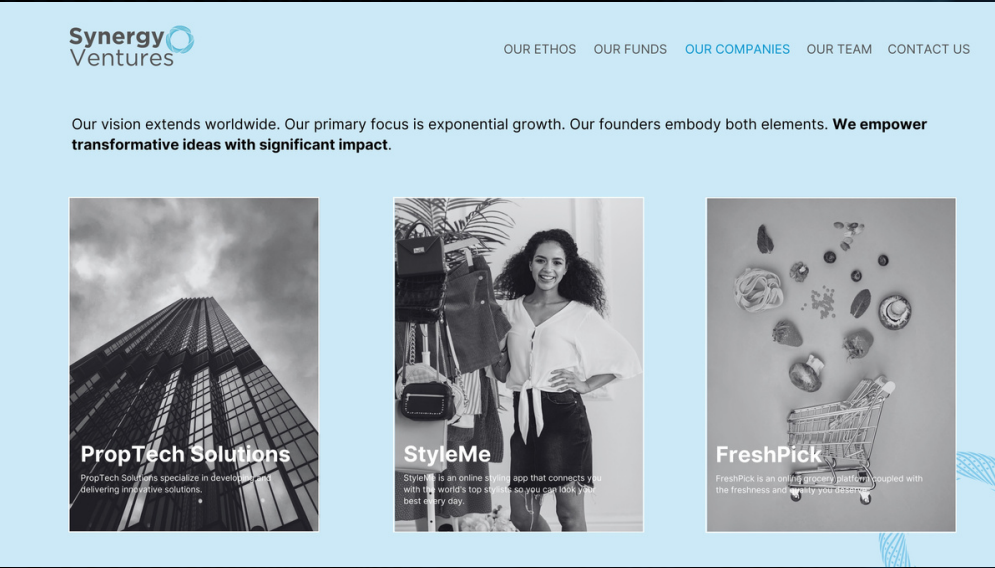 Synergy
Ventures
OUR ETHOS OUR FUNDS OUR COMPANIES OUR TEAM CONTACT US
Our vision extends worldwide. Our primary focus is exponential growth. Our founders embody both elements. We empower
transformative ideas with significant impact.
PropTech Solutions
PropTech Solutions specialize in developing and
delivering innovative solutions.
StyleMe
StyleMe is an online styling app that connects you
with the world's top stylists so you can look your
best every day.
FreshPick
FreshPick is an online grocery platform coupled with
the freshness and quality you deserve.